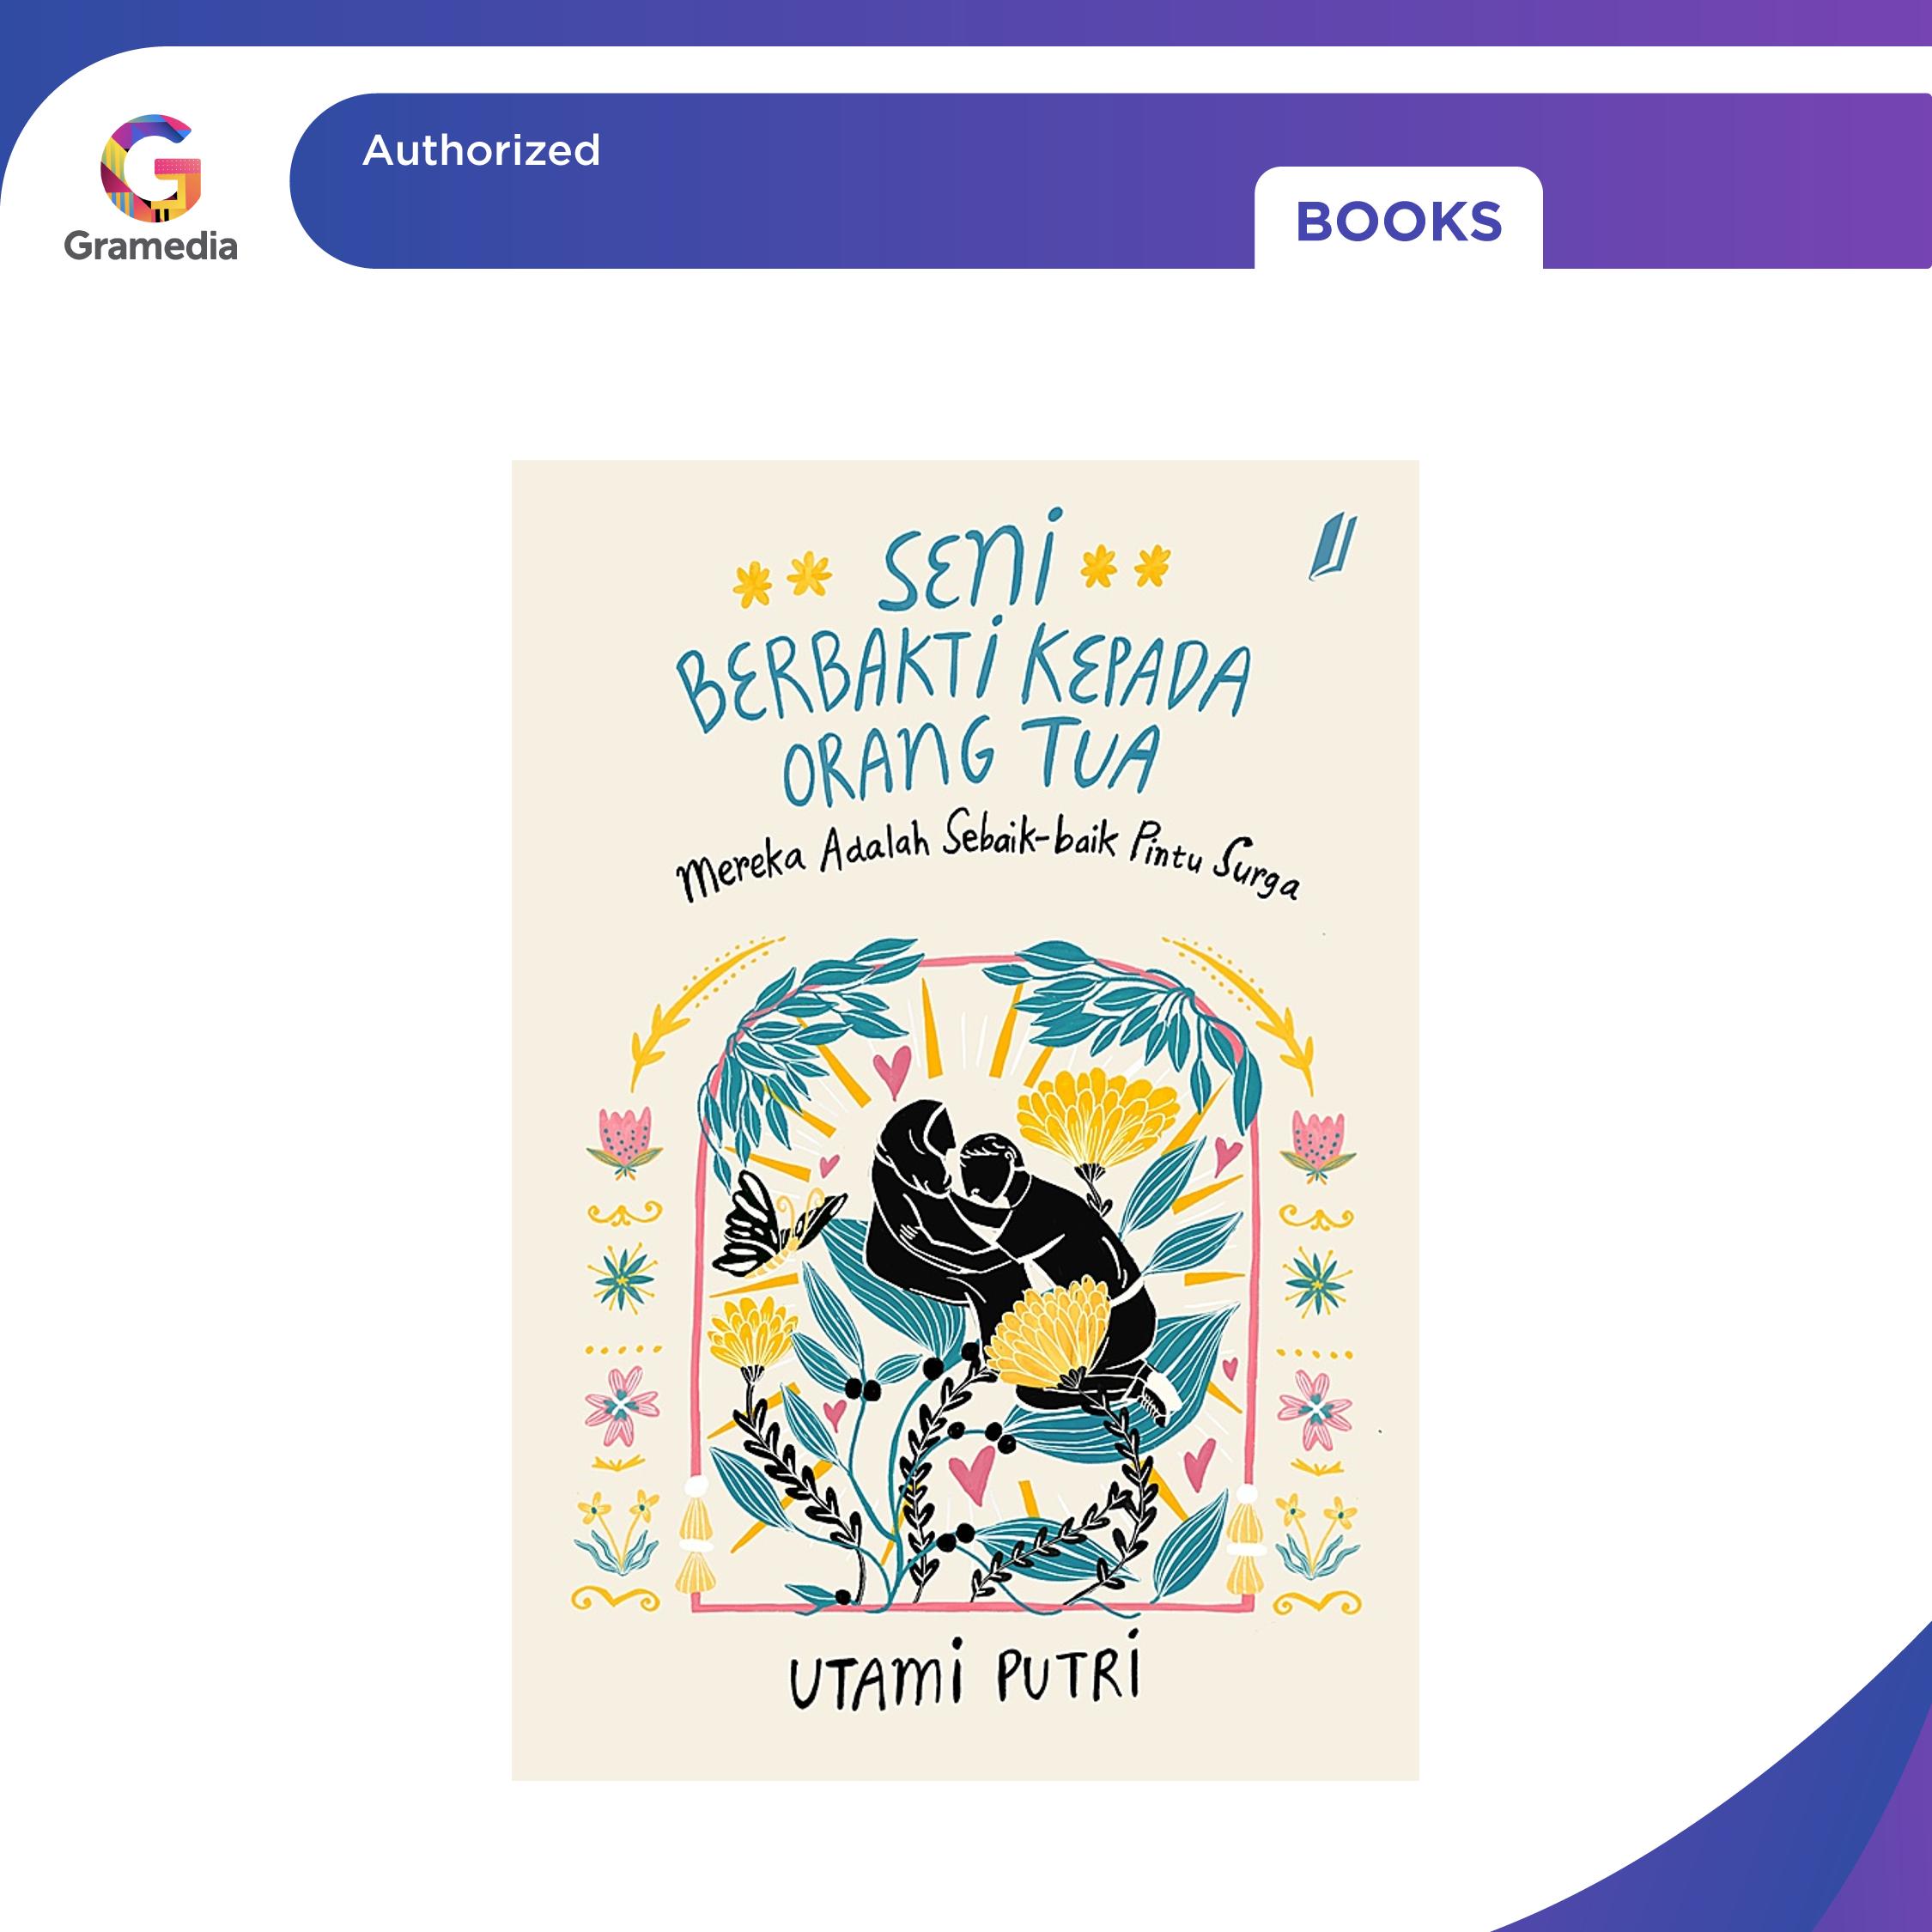 Gramedia
Authorized
BOOKS
SENi
BERBAKTi KEPADA
ORANG TUA
Mereka Adalah Sebaik-baik Pintu Surga
UTAMi PUTRi